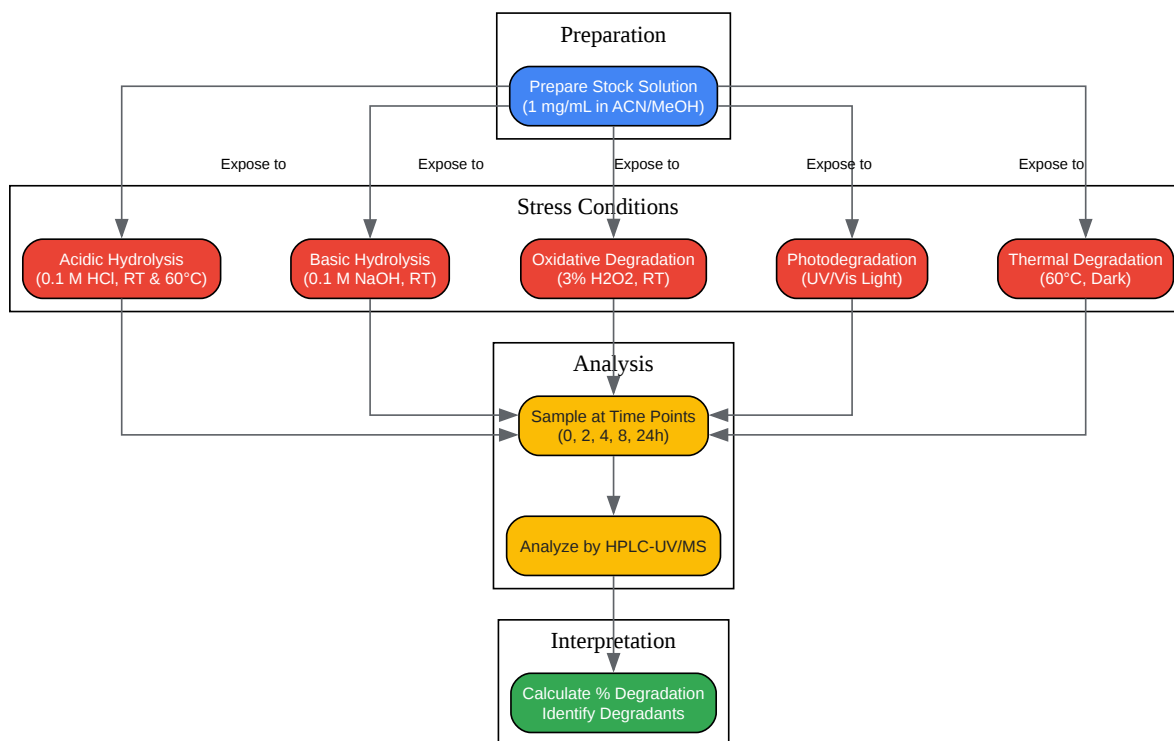 Preparation
Prepare Stock Solution
(1 mg/mL in ACN/MeOH)
Expose to
Expose to
Expose to
Expose to
Expose to
Stress Conditions
Acidic Hydrolysis
(0.1 M HCl, RT & 60°C)
Basic Hydrolysis
(0.1 M NaOH, RT)
Oxidative Degradation
(3% H2O2, RT)
Photodegradation
(UV/Vis Light)
Thermal Degradation
(60°C, Dark)
Analysis
Sample at Time Points
(0, 2, 4, 8, 24h)
Analyze by HPLC-UV/MS
Interpretation
Calculate % Degradation
Identify Degradants